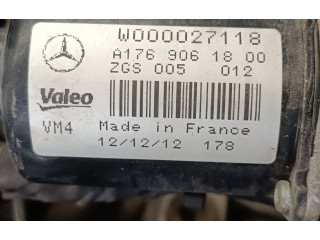 W000027118
A176 906 18 00
ZGS 005 012
Valeo
VM4 Made in France
12/12/12 178